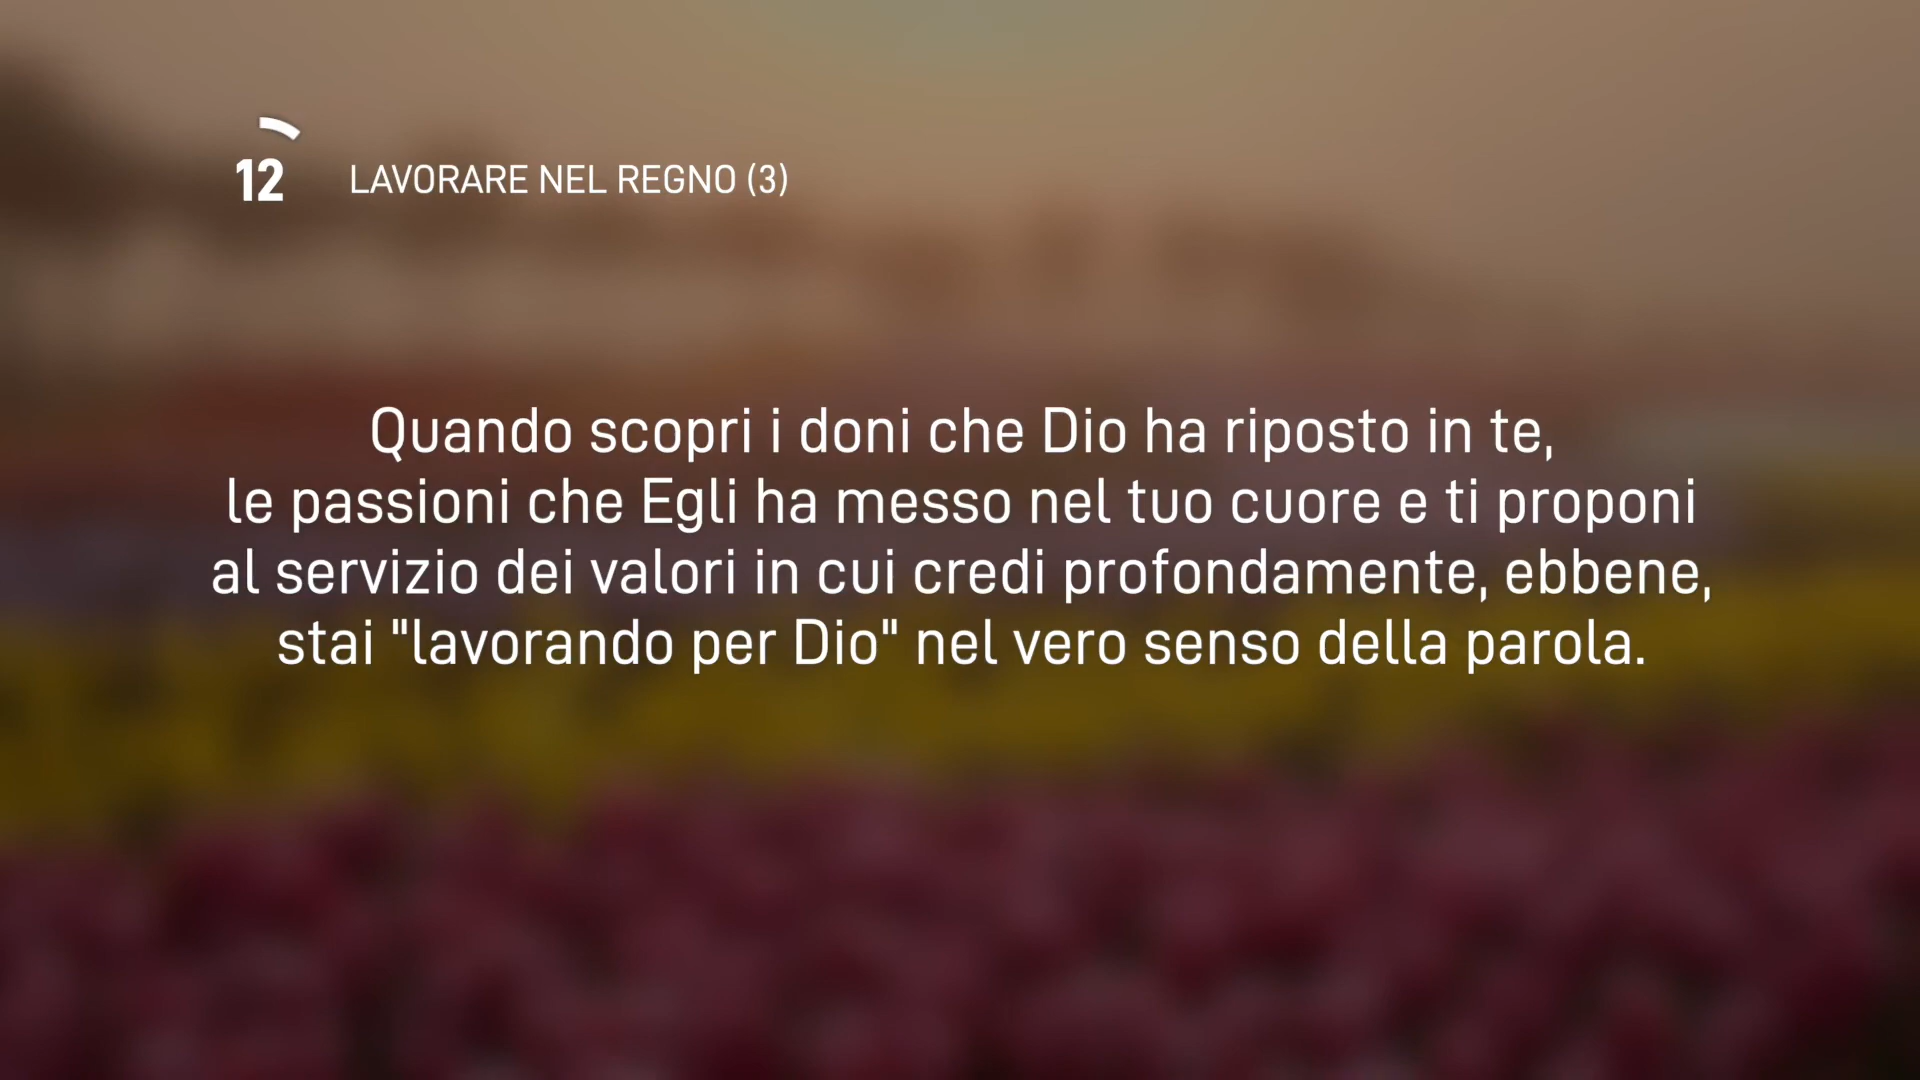 12 LAVORARE NEL REGNO (3)
Quando scopri i doni che Dio ha riposto in te,
le passioni che Egli ha messo nel tuo cuore e ti proponi
al servizio dei valori in cui credi profondamente, ebbene,
stai "lavorando per Dio" nel vero senso della parola.